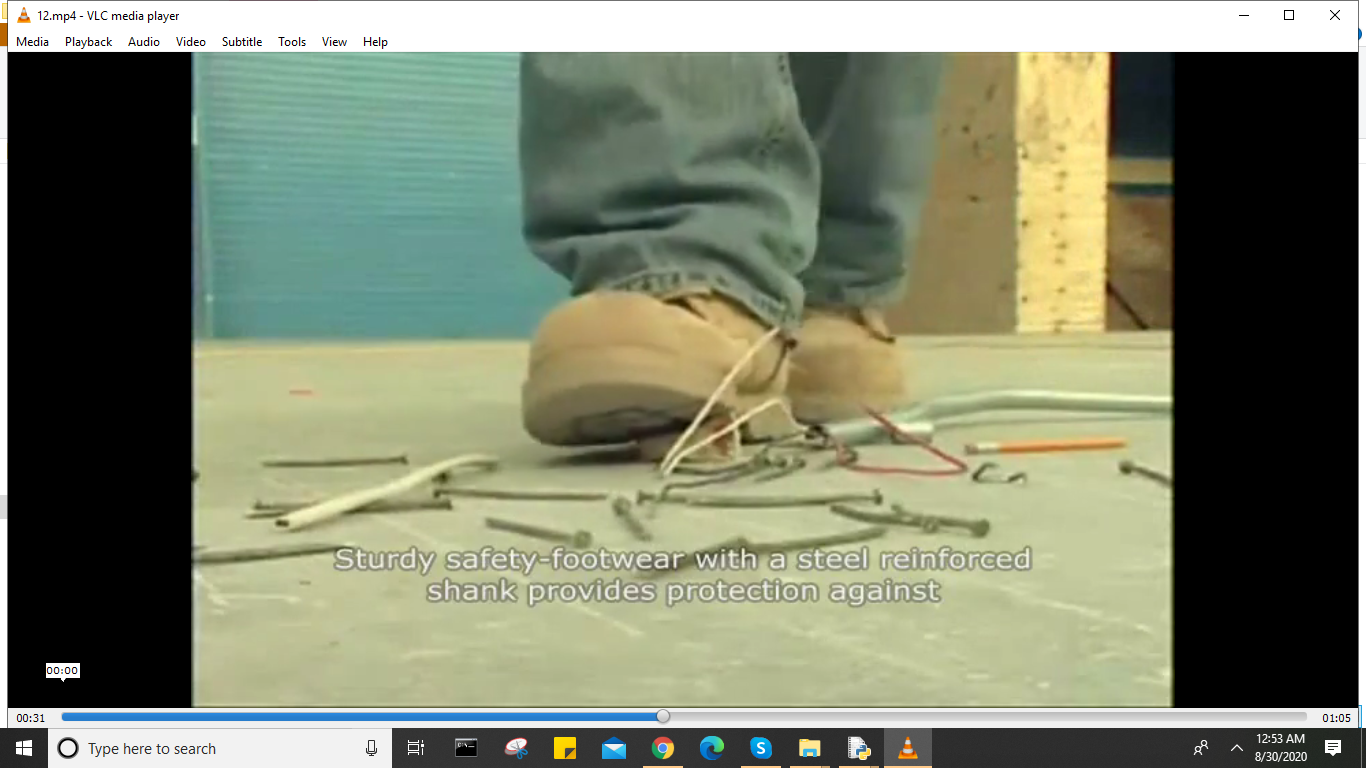 12.mp4 - VLC media player
Media Playback Audio Video Subtitle Tools View Help
Sturdy safety-footwear with a steel reinforced
shank provides protection against
00:00
00:31
01:05
Type here to search
12:53 AM
8/30/2020